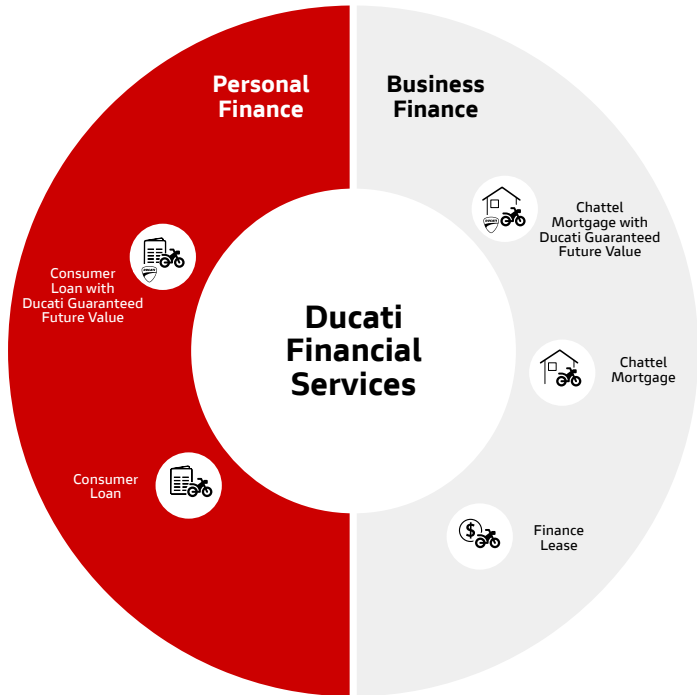 Personal
Finance
Business
Finance
Consumer
Loan with
Ducati Guaranteed
Future Value
Consumer
Loan
Ducati
Financial
Services
Chattel
Mortgage with
Ducati Guaranteed
Future Value
Chattel
Mortgage
Finance
Lease
$